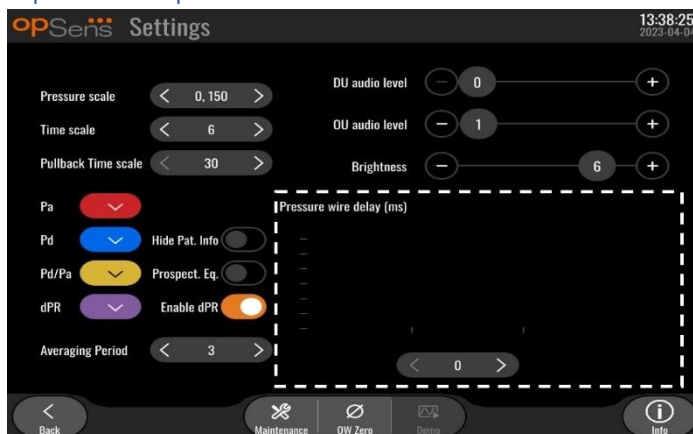 opSens Settings
13:38:25
2023-04-04
Pressure scale
0, 150
Time scale
6
Pullback Time scale
30
DU audio level
0
OU audio level
1
Brightness
6
Pa
Pd
Hide Pat. Info
Pd/Pa
Prospect. Eq.
dPR
Enable dPR
Averaging Period
3
Pressure wire delay (ms)
0
Back
Maintenance
OW Zero
Demo
Info